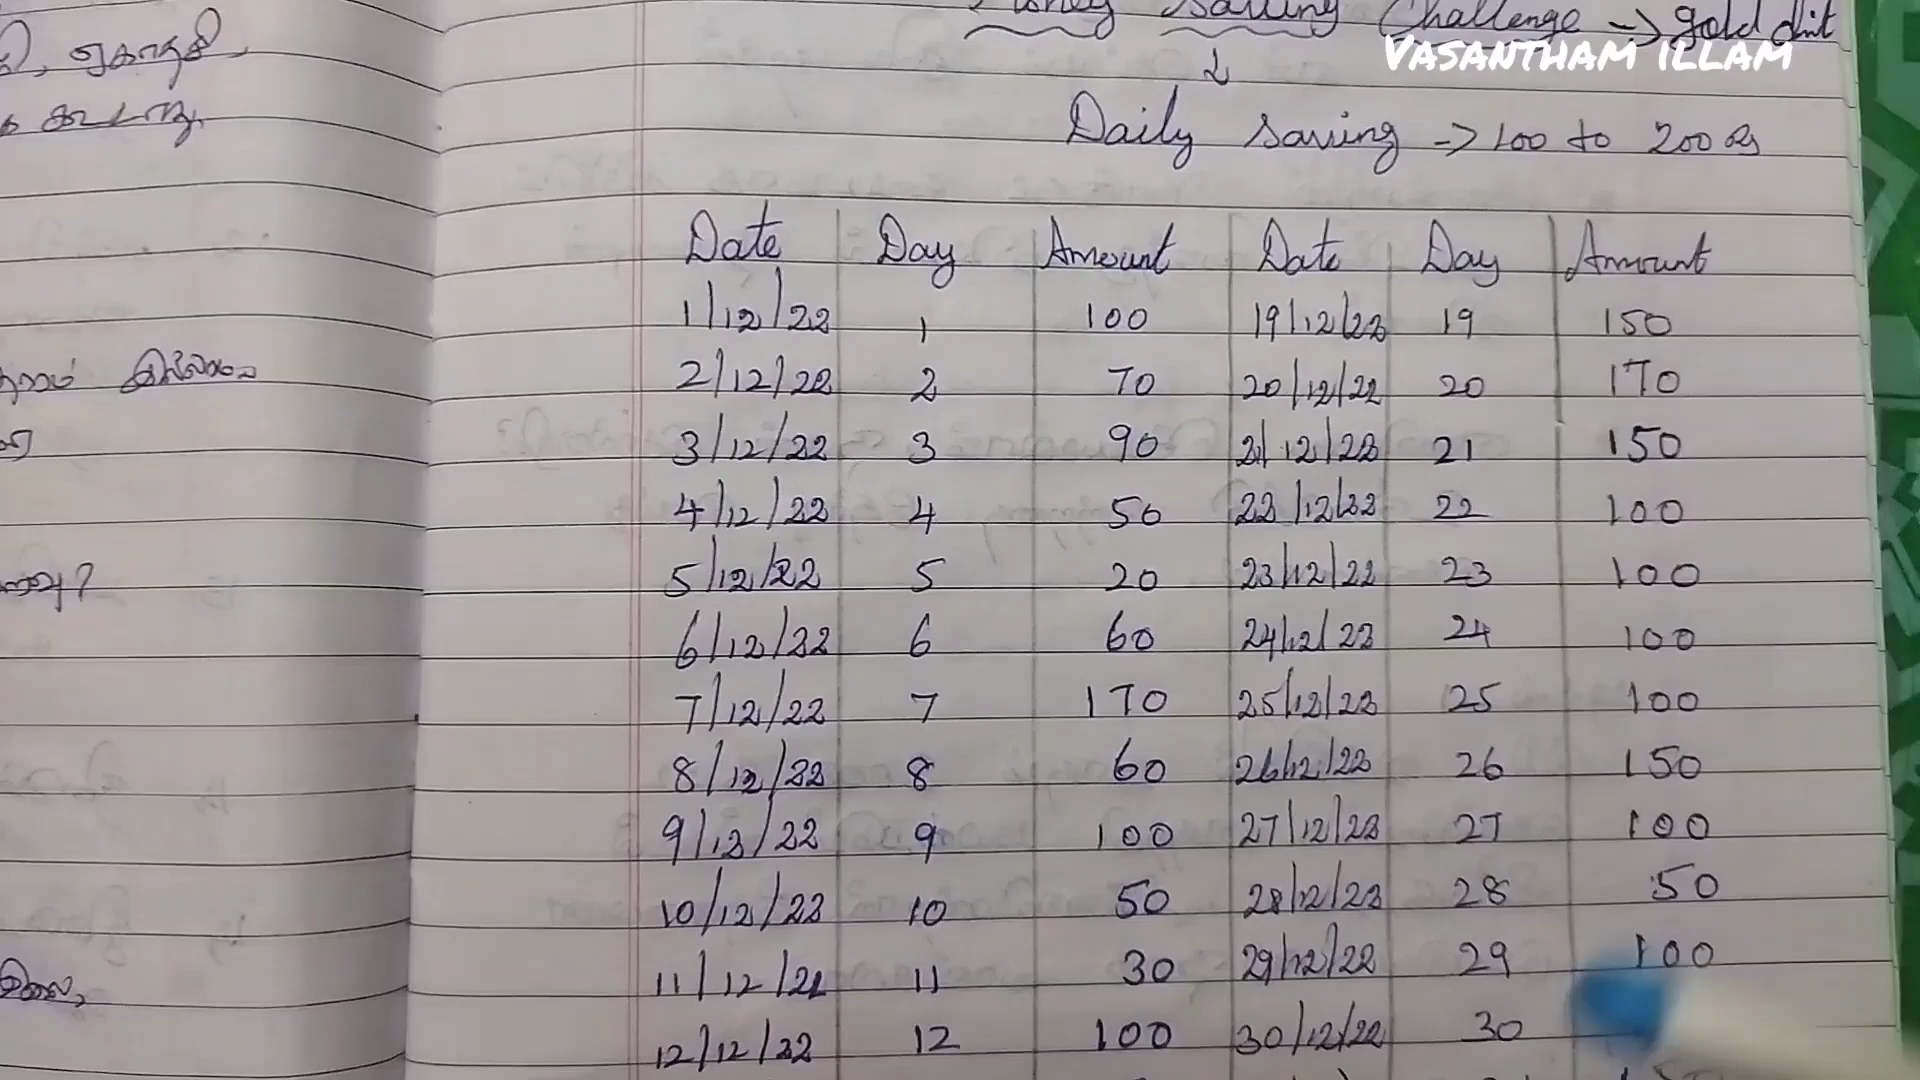 Money Saving Challenge -> gold chit
VASANTHAM ILLAM
Daily saving -> 100 to 200 Rs
Date Day Amount Date Day Amount
1/12/22 1 100 19/12/22 19 150
2/12/22 2 70 20/12/22 20 170
3/12/22 3 90 21/12/22 21 150
4/12/22 4 50 22/12/22 22 100
5/12/22 5 20 23/12/22 23 100
6/12/22 6 60 24/12/22 24 100
7/12/22 7 170 25/12/22 25 100
8/12/22 8 60 26/12/22 26 150
9/12/22 9 100 27/12/22 27 100
10/12/22 10 50 28/12/22 28 50
11/12/22 11 30 29/12/22 29 100
12/12/22 12 100 30/12/22 30